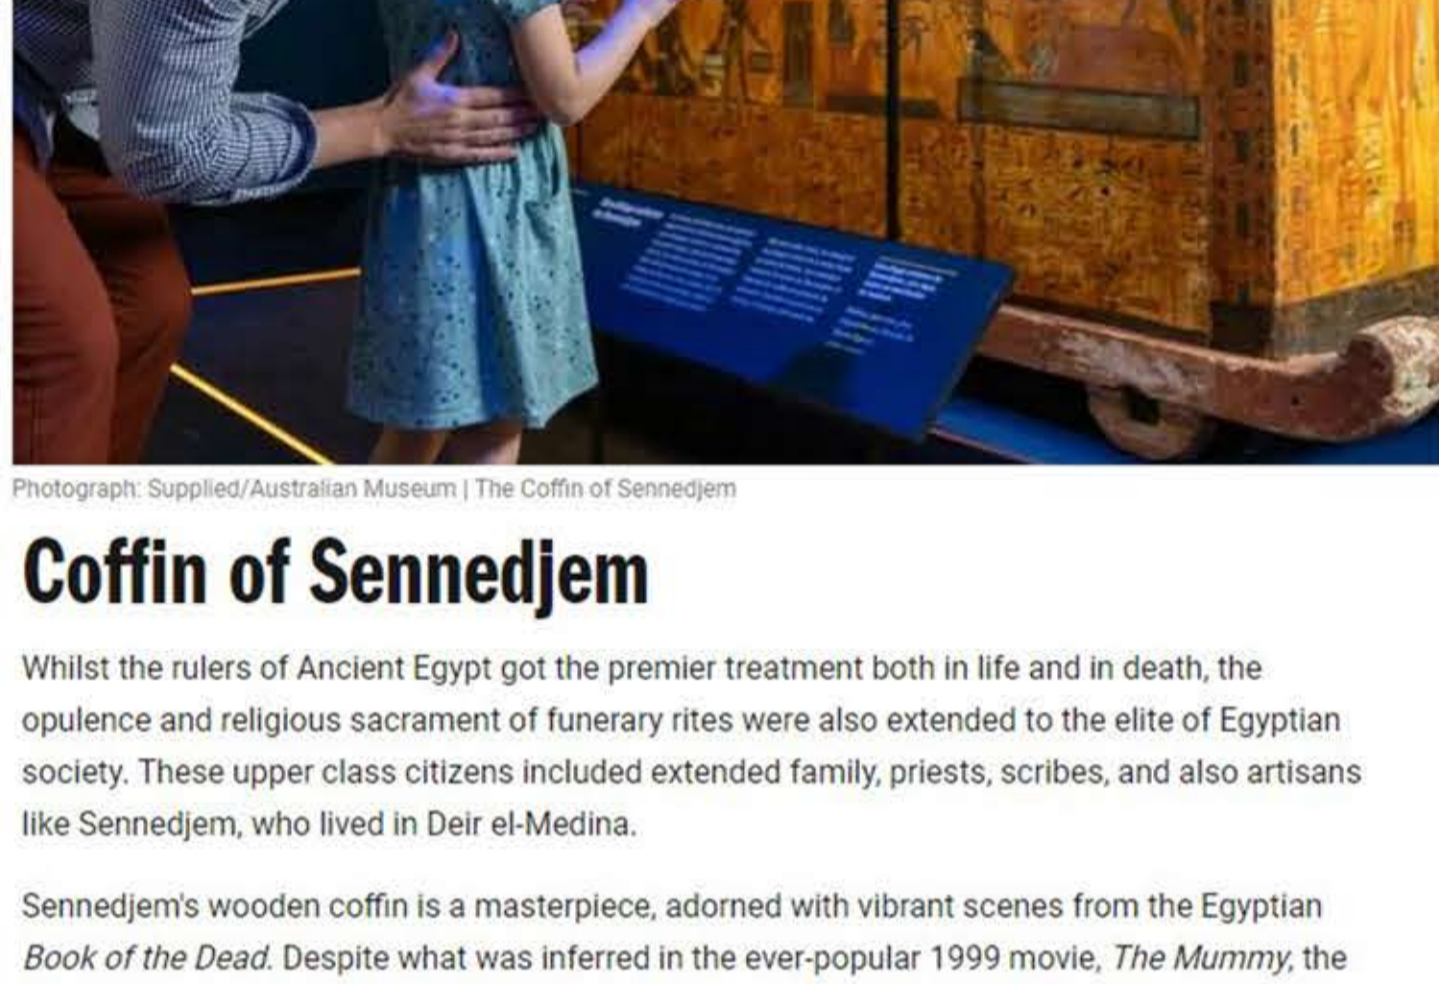 Photograph: Supplied/Australian Museum | The Coffin of Sennedjem
Coffin of Sennedjem
Whilst the rulers of Ancient Egypt got the premier treatment both in life and in death, the
opulence and religious sacrament of funerary rites were also extended to the elite of Egyptian
society. These upper class citizens included extended family, priests, scribes, and also artisans
like Sennedjem, who lived in Deir el-Medina.
Sennedjem's wooden coffin is a masterpiece, adorned with vibrant scenes from the Egyptian
Book of the Dead. Despite what was inferred in the ever-popular 1999 movie, The Mummy, the